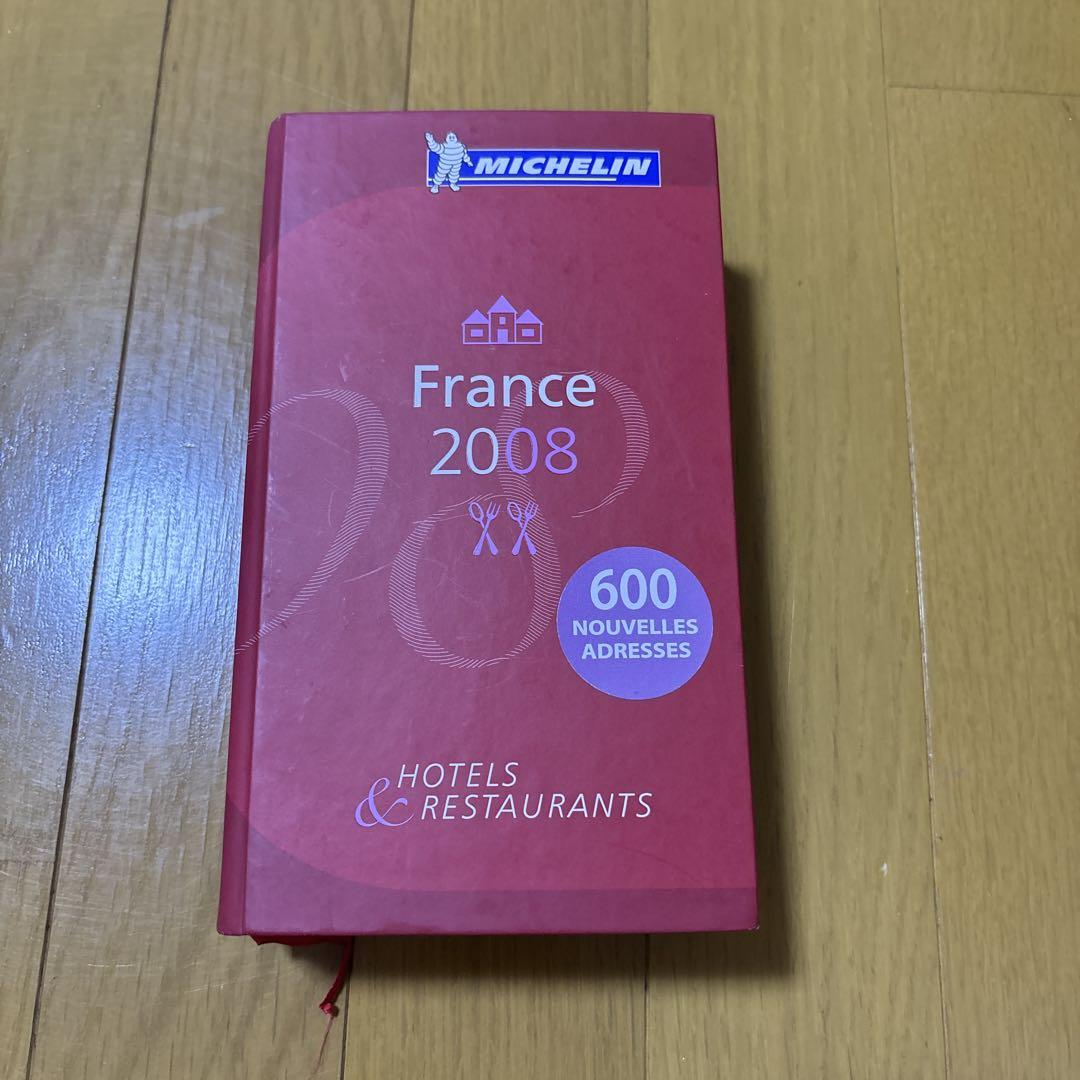 MICHELIN
France
2008
600
NOUVELLES
ADRESSES
HOTELS
& RESTAURANTS